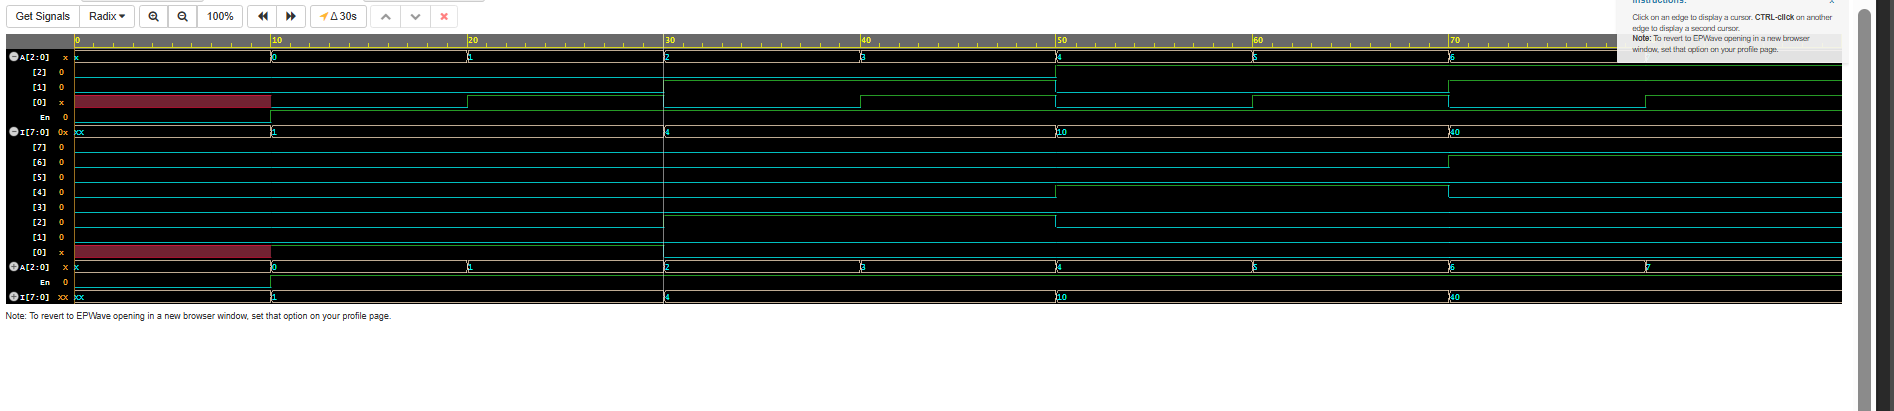 Instructions: x
Get Signals Radix 100% Δ 30s
Click on an edge to display a cursor. CTRL-click on another
edge to display a second cursor.
Note: To revert to EPWave opening in a new browser
window, set that option on your profile page.
0 10 20 30 40 50 60 70
A[2:0] x x 0 1 2 3 4 5 6
[2] 0
[1] 0
[0] x
En 0
I[7:0] 0x xx 1 4 10 40
[7] 0
[6] 0
[5] 0
[4] 0
[3] 0
[2] 0
[1] 0
[0] x
A[2:0] x x 0 1 2 3 4 5 6 7
En 0
I[7:0] xx xx 1 4 10 40
Note: To revert to EPWave opening in a new browser window, set that option on your profile page.